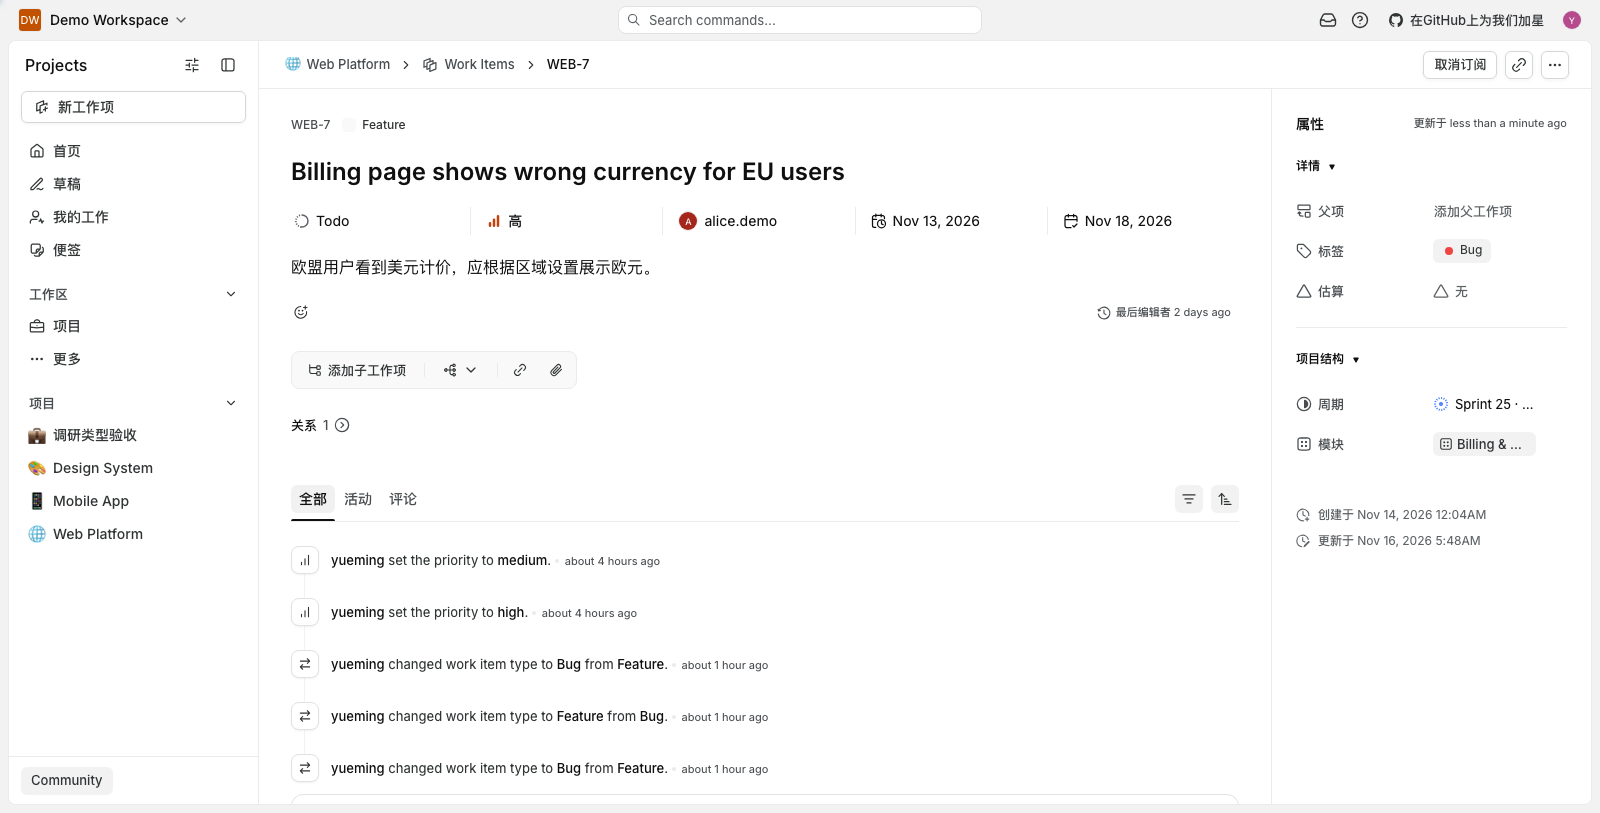 DW Demo Workspace
Search commands...
在GitHub上为我们加星
Y
Projects
新工作项
首页
草稿
我的工作
便签
工作区
项目
更多
项目
调研类型验收
Design System
Mobile App
Web Platform
Community
Web Platform > Work Items > WEB-7
取消订阅
WEB-7 Feature
Billing page shows wrong currency for EU users
Todo
高
A alice.demo
Nov 13, 2026
Nov 18, 2026
欧盟用户看到美元计价，应根据区域设置展示欧元。
最后编辑者 2 days ago
添加子工作项
关系 1
全部 活动 评论
yueming set the priority to medium. about 4 hours ago
yueming set the priority to high. about 4 hours ago
yueming changed work item type to Bug from Feature. about 1 hour ago
yueming changed work item type to Feature from Bug. about 1 hour ago
yueming changed work item type to Bug from Feature. about 1 hour ago
属性 更新于 less than a minute ago
详情
父项 添加父工作项
标签 Bug
估算 无
项目结构
周期 Sprint 25 · ...
模块 Billing & ...
创建于 Nov 14, 2026 12:04AM
更新于 Nov 16, 2026 5:48AM